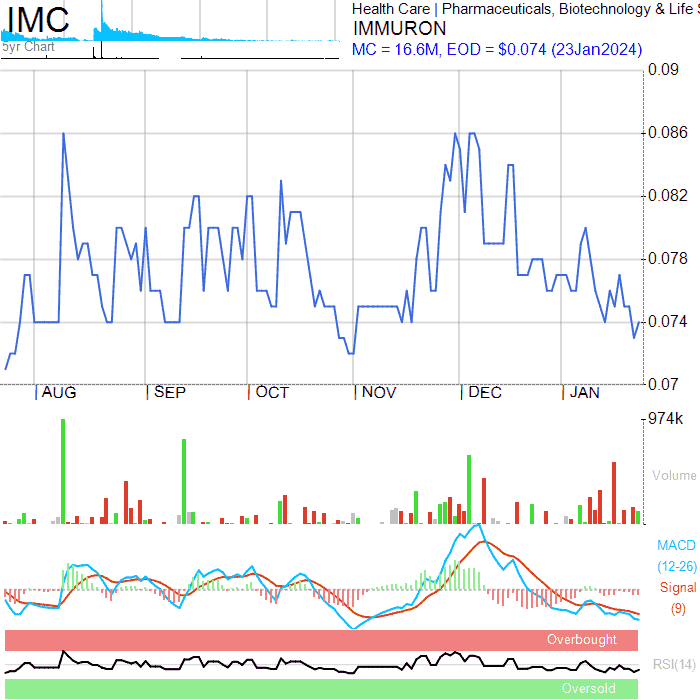 IMC
5yr Chart
Health Care | Pharmaceuticals, Biotechnology & Life
IMMURON
MC = 16.6M, EOD = $0.074 (23Jan2024)
0.09
0.086
0.082
0.078
0.074
0.07
AUG SEP OCT NOV DEC JAN
974k
Volume
MACD
(12-26)
Signal
(9)
Overbought
RSI(14)
Oversold